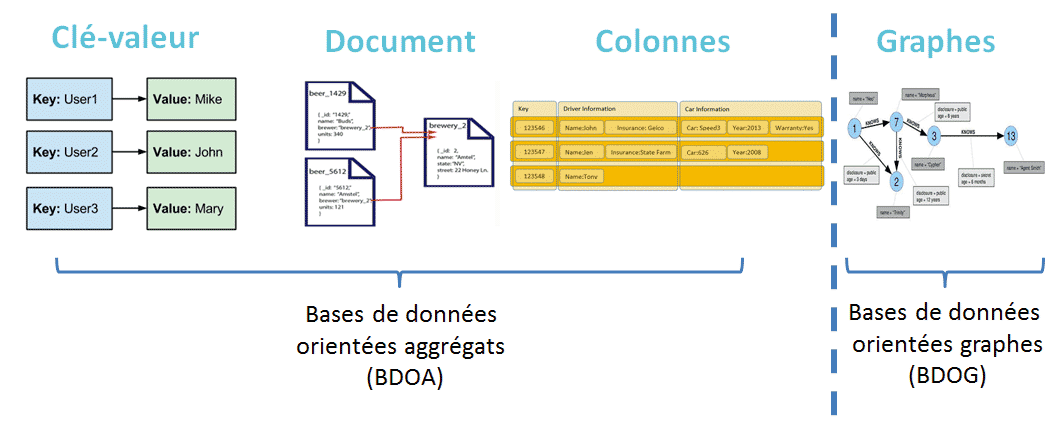 Clé-valeur
Key: User1
Value: Mike
Key: User2
Value: John
Key: User3
Value: Mary
Document
beer_1429
{ _id: "1429,"
name: "Buds",
brewer:"brewery_2"
units: 340
}
beer_5612
{ _id: "5612,
name: "Amstel",
brewer:"brewery_2"
units: 121
}
brewery_2
{ _id: 2,
name: "Amtel",
state: "NV",
street: 22 Honey Ln.
}
Colonnes
Key
Driver Information
Car Information
123546
Name:John
Insurance: Geico
Car: Speed3
Year:2013
Warranty:Yes
123547
Name:Jen
Insurance:State Farm
Car:626
Year:2008
123548
Name:Tony
Graphes
name = "Neo"
name = "Morpheus"
1
KNOWS
7
disclosure = public
age = 6 years
3
KNOWS
13
KNOWS
KNOWS
name = "Cypher"
name = "Agent Smith"
disclosure = public
age = 3 days
2
disclosure = public
age = 12 years
disclosure = secret
age = 6 months
name = "Trinity"
Bases de données
orientées aggrégats
(BDOA)
Bases de données
orientées graphes
(BDOG)